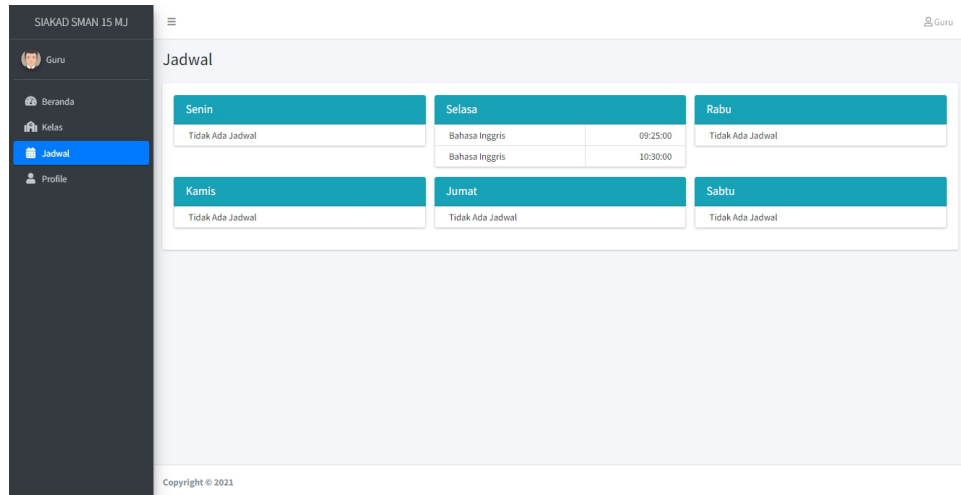 SIAKAD SMAN 15 MJ
Guru
Guru
Beranda
Kelas
Jadwal
Profile
Jadwal
Senin
Tidak Ada Jadwal
Selasa
Bahasa Inggris 09:25:00
Bahasa Inggris 10:30:00
Rabu
Tidak Ada Jadwal
Kamis
Tidak Ada Jadwal
Jumat
Tidak Ada Jadwal
Sabtu
Tidak Ada Jadwal
Copyright © 2021